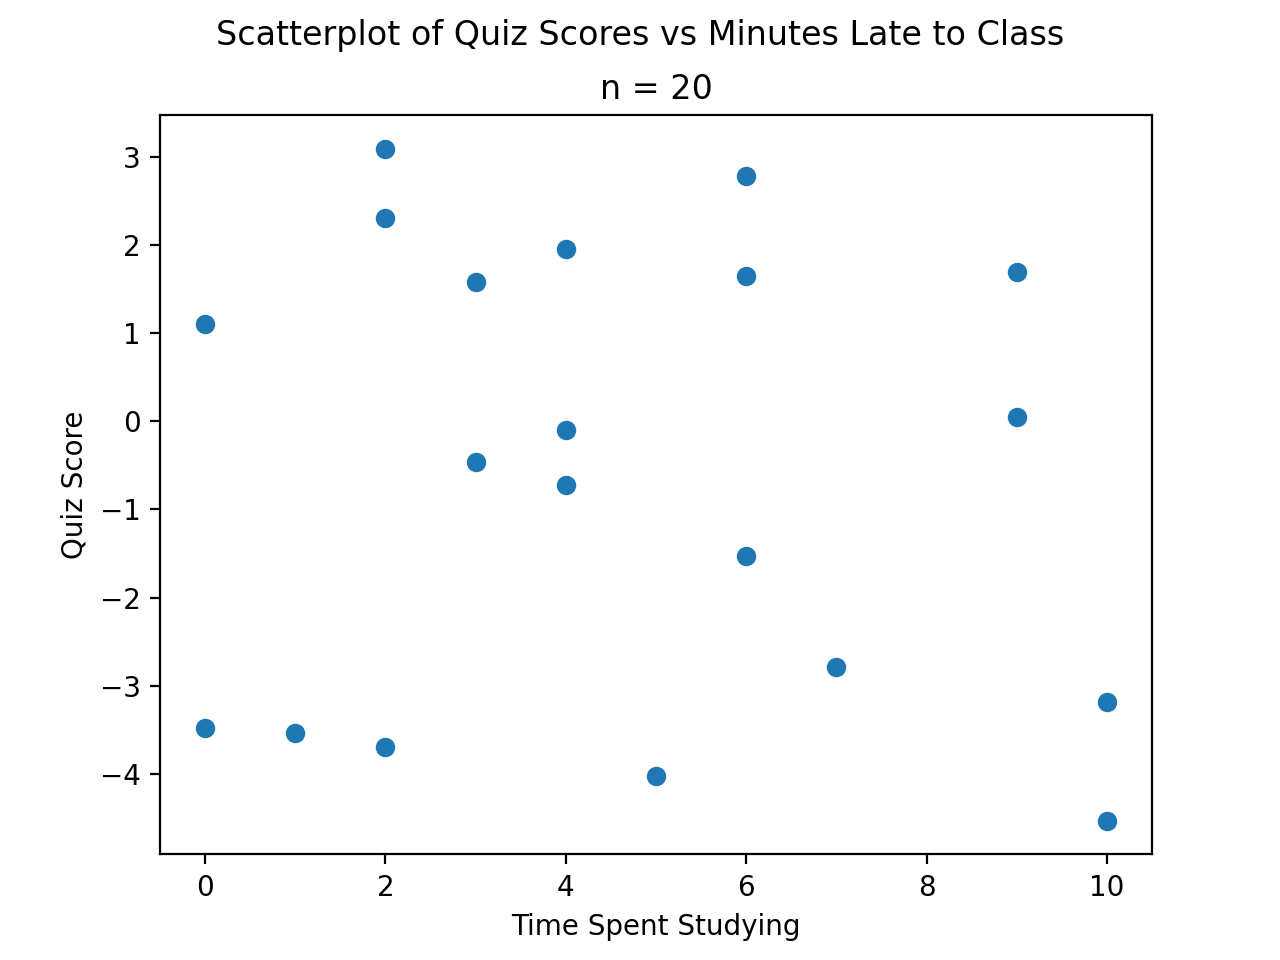 Scatterplot of Quiz Scores vs Minutes Late to Class
n = 20
3
2
1
0
−1
−2
−3
−4
Quiz Score
0 2 4 6 8 10
Time Spent Studying